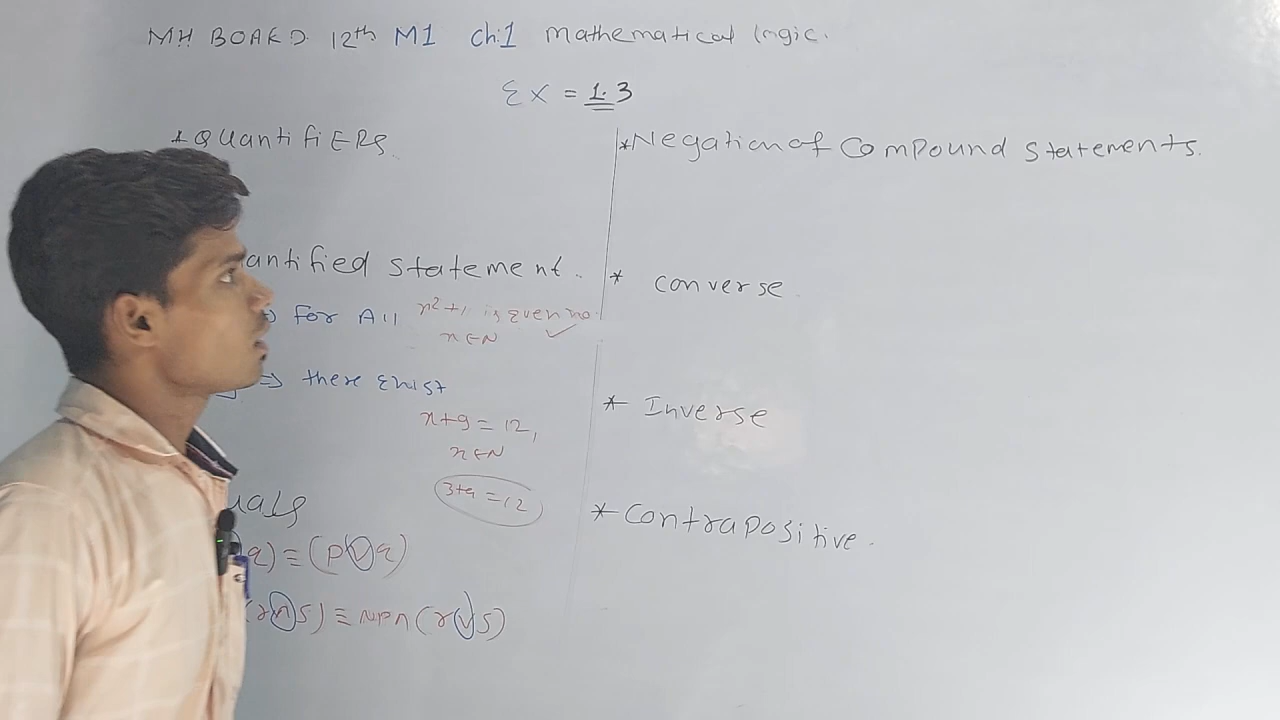 MH BOARD 12th M1 ch:1 mathematical logic.
Ex = 1.3
*QUantifiERS.
antified statement.
⇒ for All x²+1, is Even no.
x∈N ✓
⇒ there Exist
x+9 = 12,
x∈N
3+9 = 12
uals
q) ≡ (p∨q)
(r∧s) ≡ ~p∧(r∨s)
*Negation of Compound statements.
* converse
* Inverse
* Contrapositive.